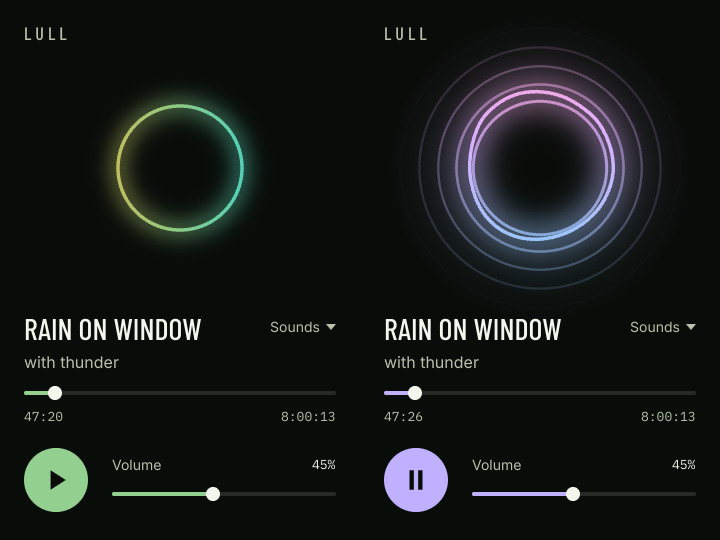 LULL
RAIN ON WINDOW
Sounds
with thunder
47:20
8:00:13
Volume
45%
LULL
RAIN ON WINDOW
Sounds
with thunder
47:26
8:00:13
Volume
45%